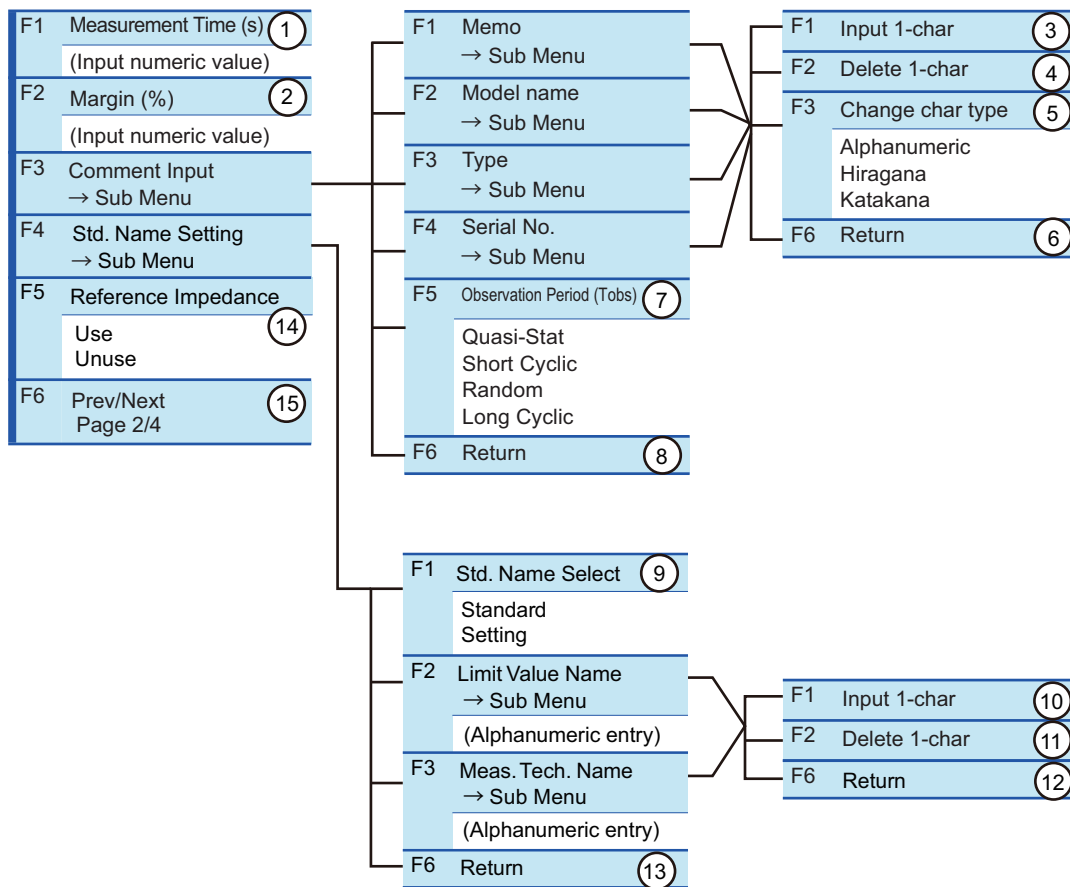 F1 Measurement Time (s) 1
(Input numeric value)
F2 Margin (%) 2
(Input numeric value)
F3 Comment Input
→ Sub Menu
F4 Std. Name Setting
→ Sub Menu
F5 Reference Impedance
14
Use
Unuse
F6 Prev/Next 15
Page 2/4
F1 Memo
→ Sub Menu
F2 Model name
→ Sub Menu
F3 Type
→ Sub Menu
F4 Serial No.
→ Sub Menu
F5 Observation Period (Tobs) 7
Quasi-Stat
Short Cyclic
Random
Long Cyclic
F6 Return 8
F1 Input 1-char 3
F2 Delete 1-char 4
F3 Change char type 5
Alphanumeric
Hiragana
Katakana
F6 Return 6
F1 Std. Name Select 9
Standard
Setting
F2 Limit Value Name
→ Sub Menu
(Alphanumeric entry)
F3 Meas. Tech. Name
→ Sub Menu
(Alphanumeric entry)
F6 Return 13
F1 Input 1-char 10
F2 Delete 1-char 11
F6 Return 12